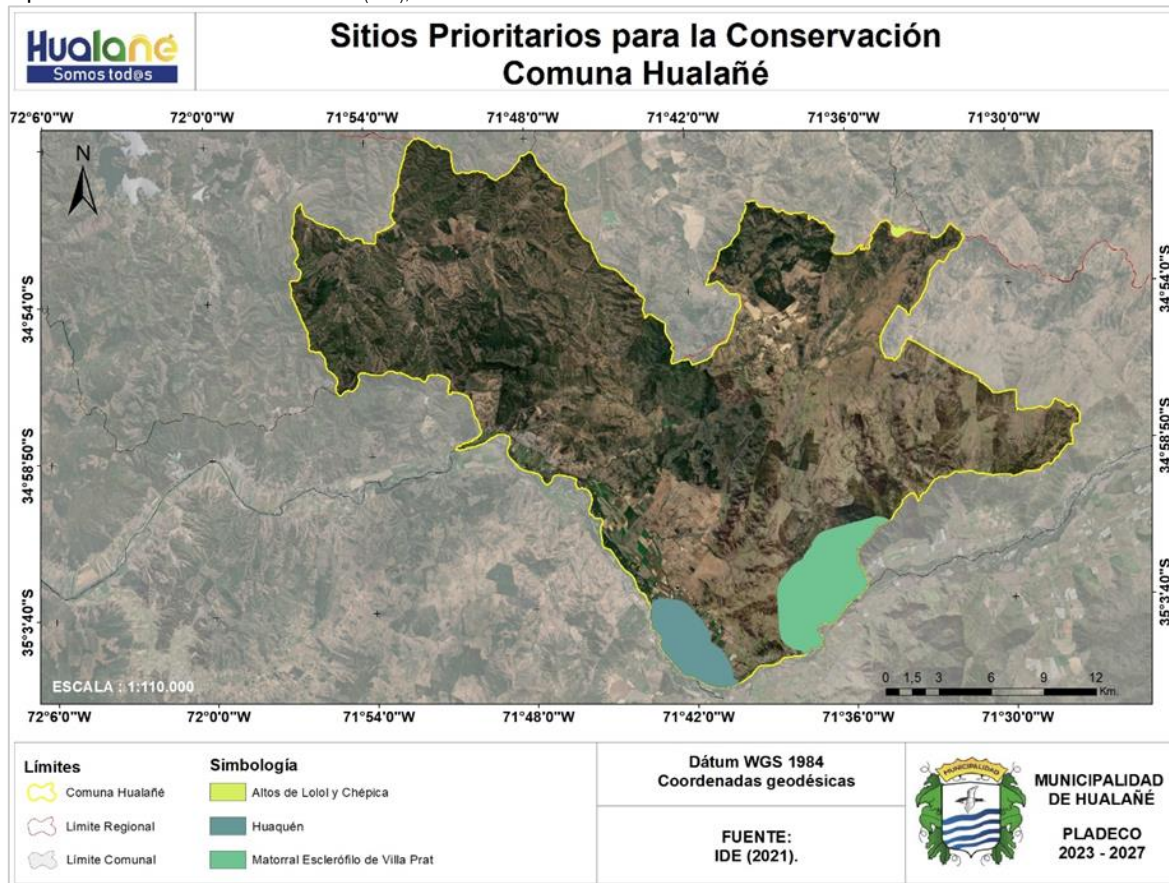 Hualañé
Somos tod@s
Sitios Prioritarios para la Conservación
Comuna Hualañé
72°6'0"W 72°0'0"W 71°54'0"W 71°48'0"W 71°42'0"W 71°36'0"W 71°30'0"W
N
34°54'0"S
34°58'50"S
35°3'40"S
34°54'0"S
34°58'50"S
35°3'40"S
ESCALA : 1:110.000
0 1,5 3 6 9 12
Km.
72°6'0"W 72°0'0"W 71°54'0"W 71°48'0"W 71°42'0"W 71°36'0"W 71°30'0"W
Límites
Comuna Hualañé
Límite Regional
Límite Comunal
Simbología
Altos de Lolol y Chépica
Huaquén
Matorral Esclerófilo de Villa Prat
Dátum WGS 1984
Coordenadas geodésicas
FUENTE:
IDE (2021).
MUNICIPALIDAD
MUNICIPALIDAD
DE HUALAÑÉ
PLADECO
2023 - 2027